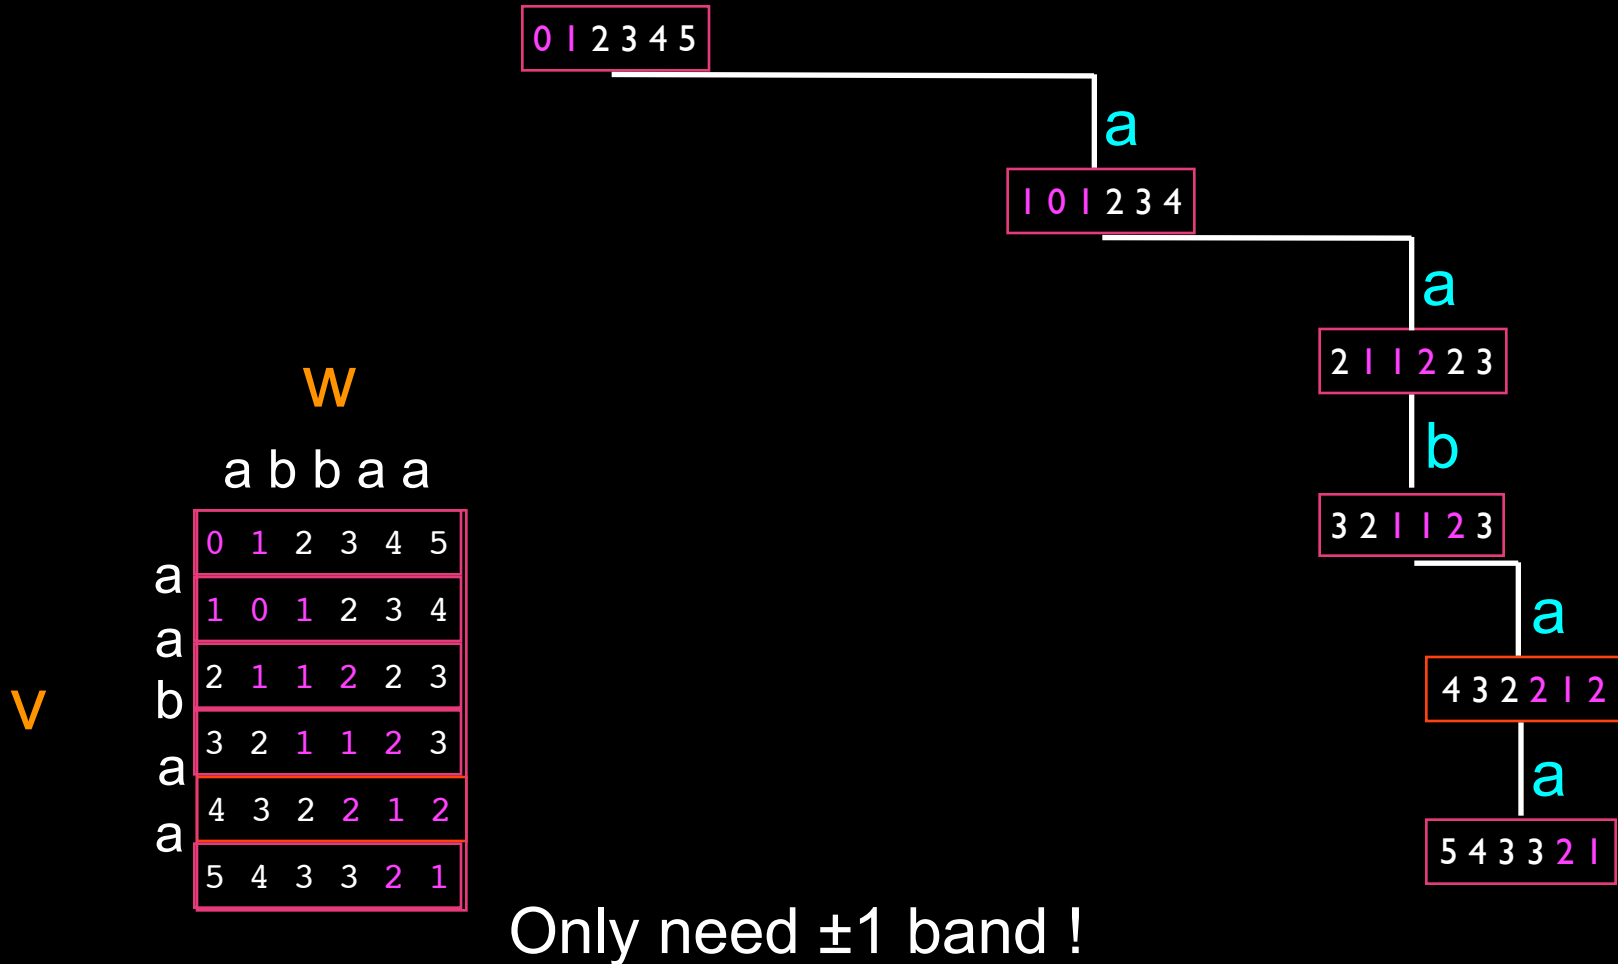 0 1 2 3 4 5
a
1 0 1 2 3 4
a
2 1 1 2 2 3
b
3 2 1 1 2 3
a
4 3 2 2 1 2
a
5 4 3 3 2 1
w
a b b a a
0 1 2 3 4 5
a
1 0 1 2 3 4
a
2 1 1 2 2 3
v
b
3 2 1 1 2 3
a
4 3 2 2 1 2
a
5 4 3 3 2 1
Only need ±1 band !